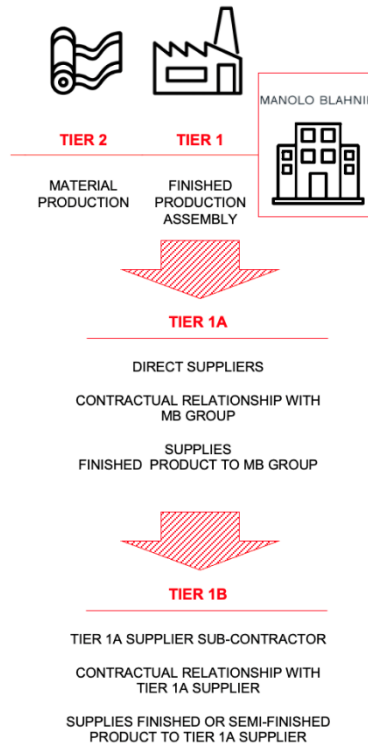 MANOLO BLAHNI
TIER 2
TIER 1
MATERIAL
PRODUCTION
FINISHED
PRODUCTION
ASSEMBLY
TIER 1A
DIRECT SUPPLIERS
CONTRACTUAL RELATIONSHIP WITH
MB GROUP
SUPPLIES
FINISHED PRODUCT TO MB GROUP
TIER 1B
TIER 1A SUPPLIER SUB-CONTRACTOR
CONTRACTUAL RELATIONSHIP WITH
TIER 1A SUPPLIER
SUPPLIES FINISHED OR SEMI-FINISHED
PRODUCT TO TIER 1A SUPPLIER